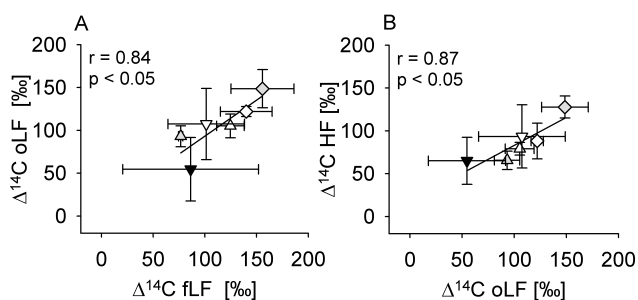 A
r = 0.84
p < 0.05
200
150
100
50
0
Δ¹⁴C oLF [‰]
0 50 100 150 200
Δ¹⁴C fLF [‰]
B
r = 0.87
p < 0.05
200
150
100
50
0
Δ¹⁴C HF [‰]
0 50 100 150 200
Δ¹⁴C oLF [‰]